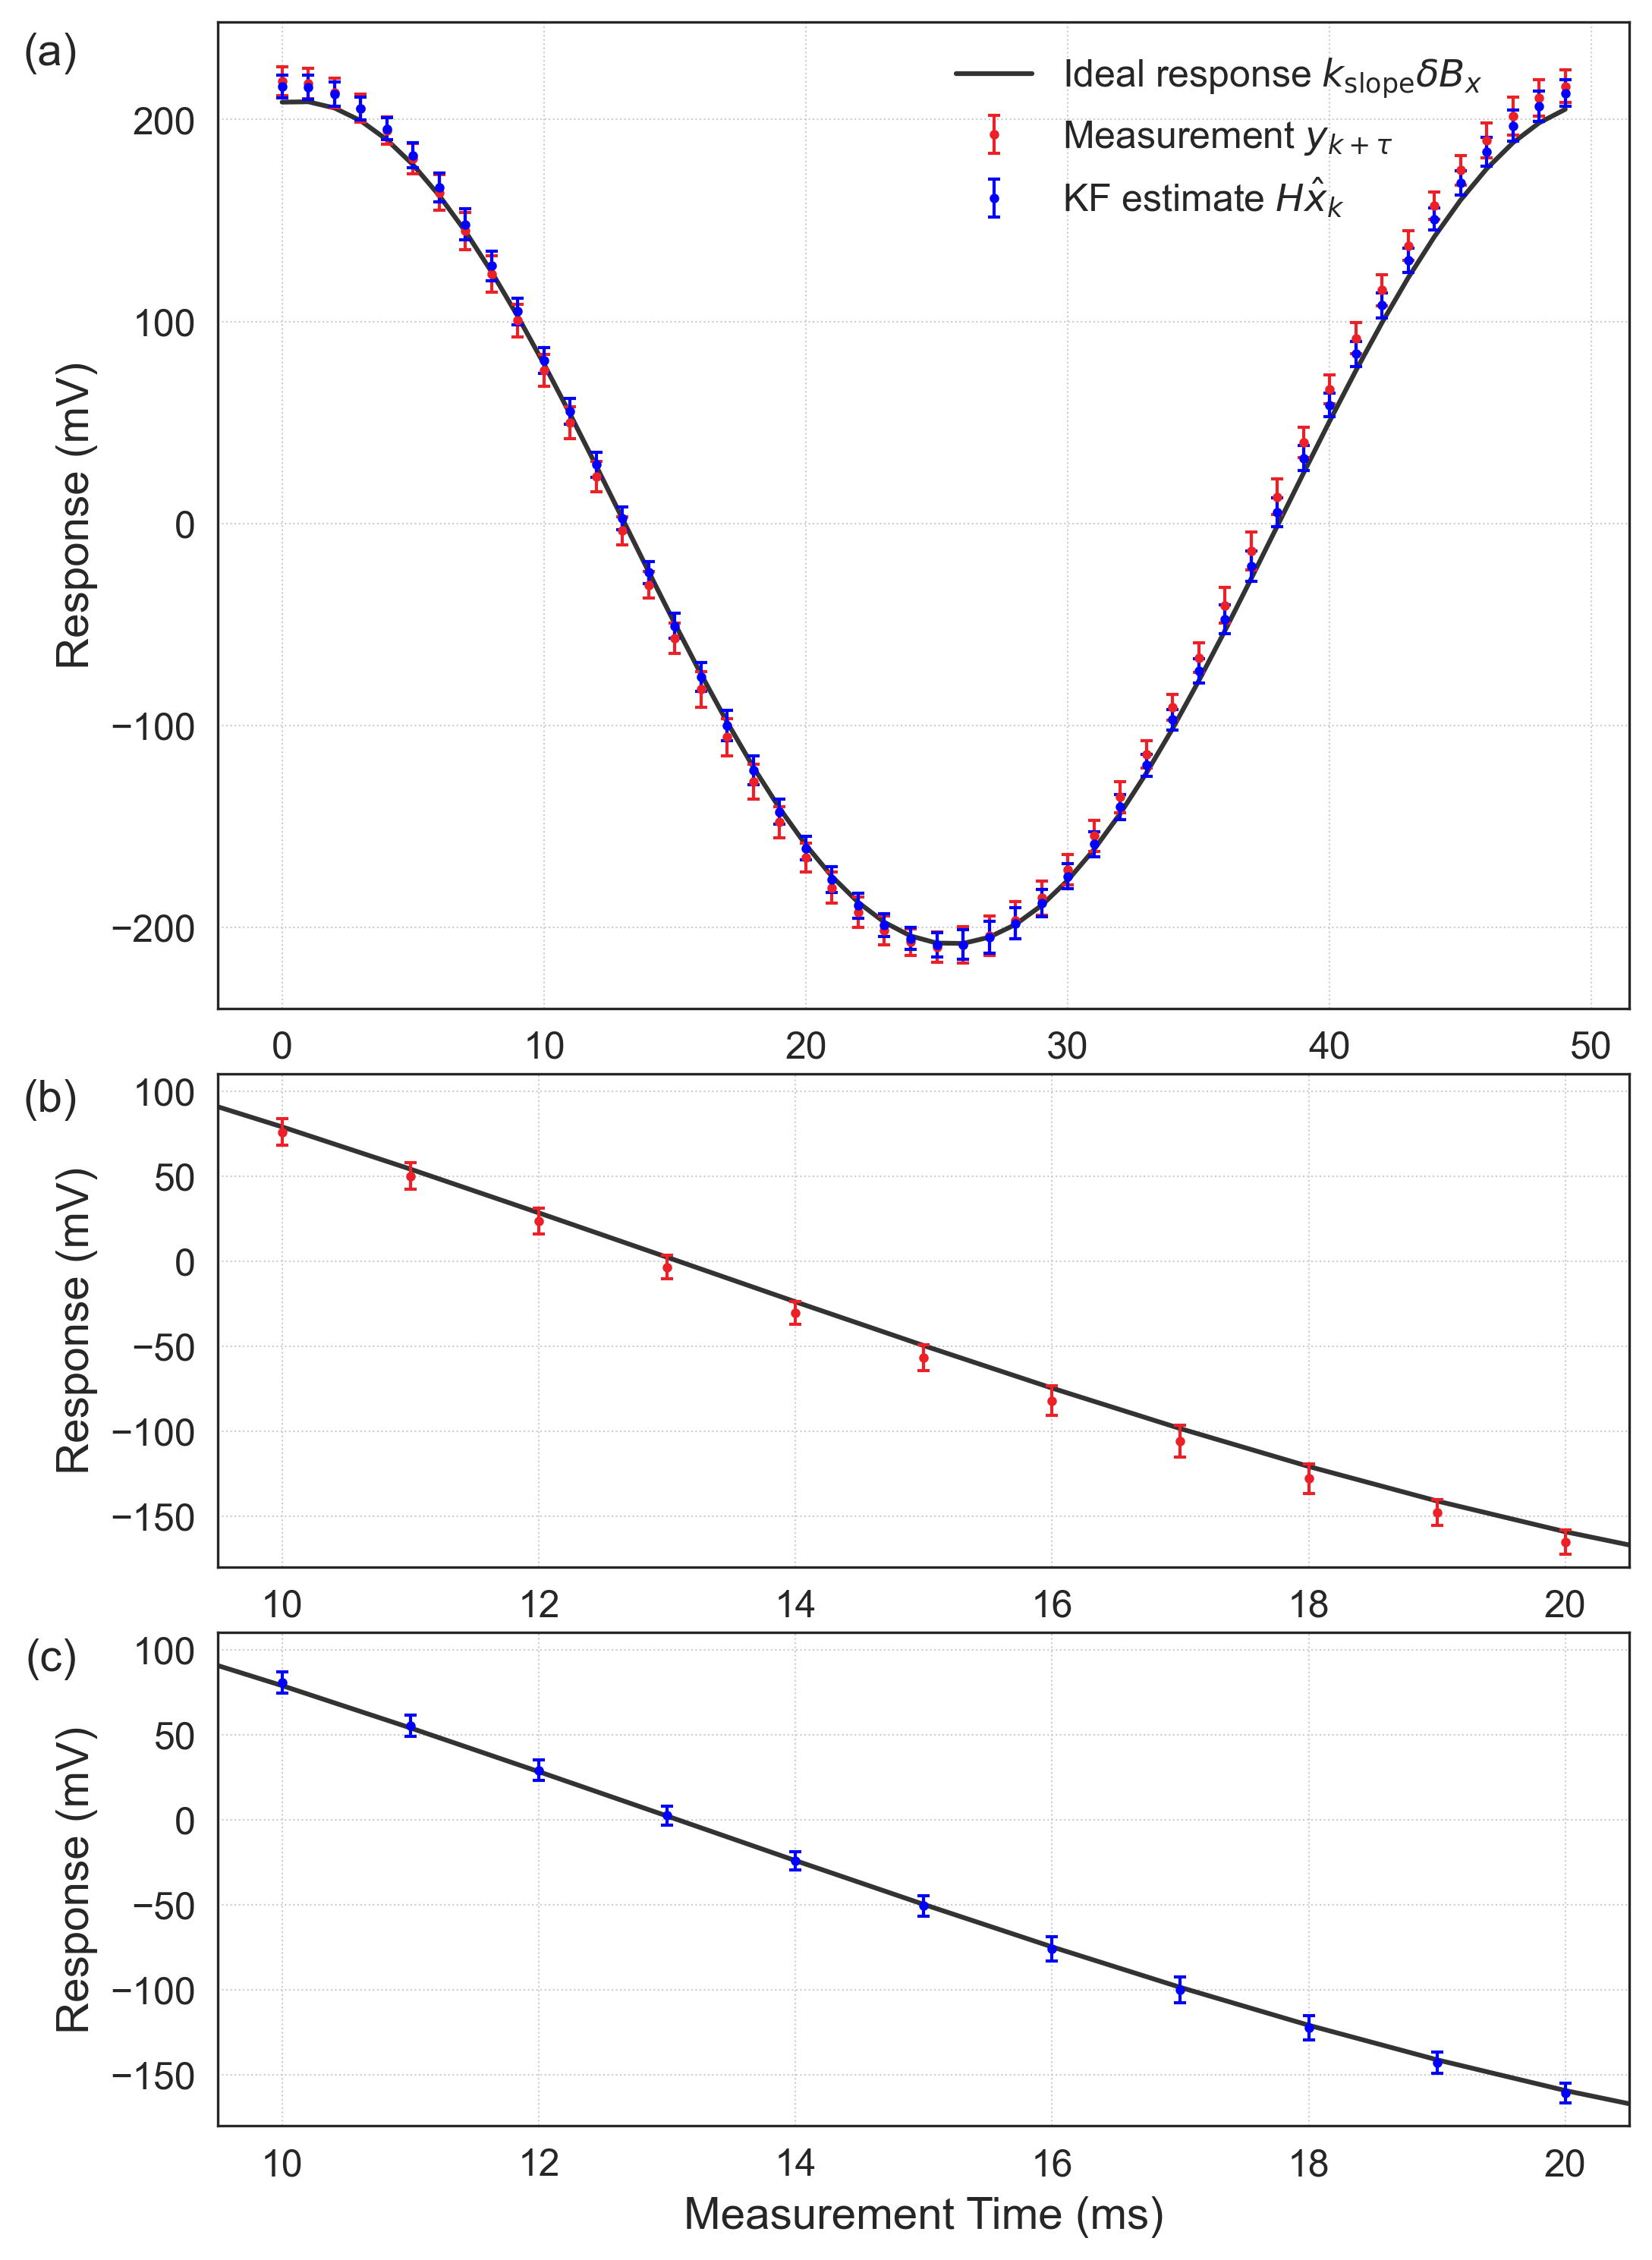 (a)
Response (mV)
200
100
0
−100
−200
Ideal response k_slope δB_x
Measurement y_{k+τ}
KF estimate Hx̂_k
0 10 20 30 40 50
(b)
Response (mV)
100
50
0
−50
−100
−150
10 12 14 16 18 20
(c)
Response (mV)
100
50
0
−50
−100
−150
10 12 14 16 18 20
Measurement Time (ms)